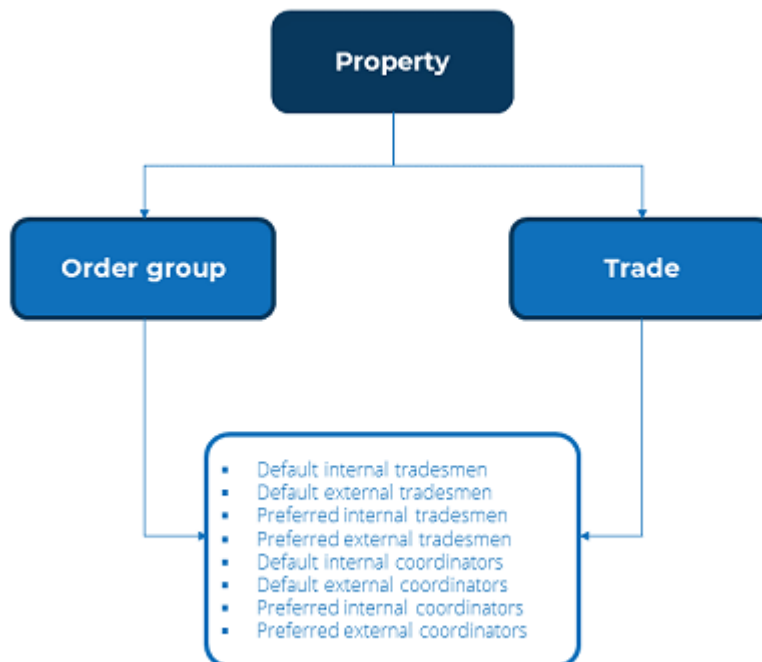 Property
Order group
Trade
▪ Default internal tradesmen
▪ Default external tradesmen
▪ Preferred internal tradesmen
▪ Preferred external tradesmen
▪ Default internal coordinators
▪ Default external coordinators
▪ Preferred internal coordinators
▪ Preferred external coordinators